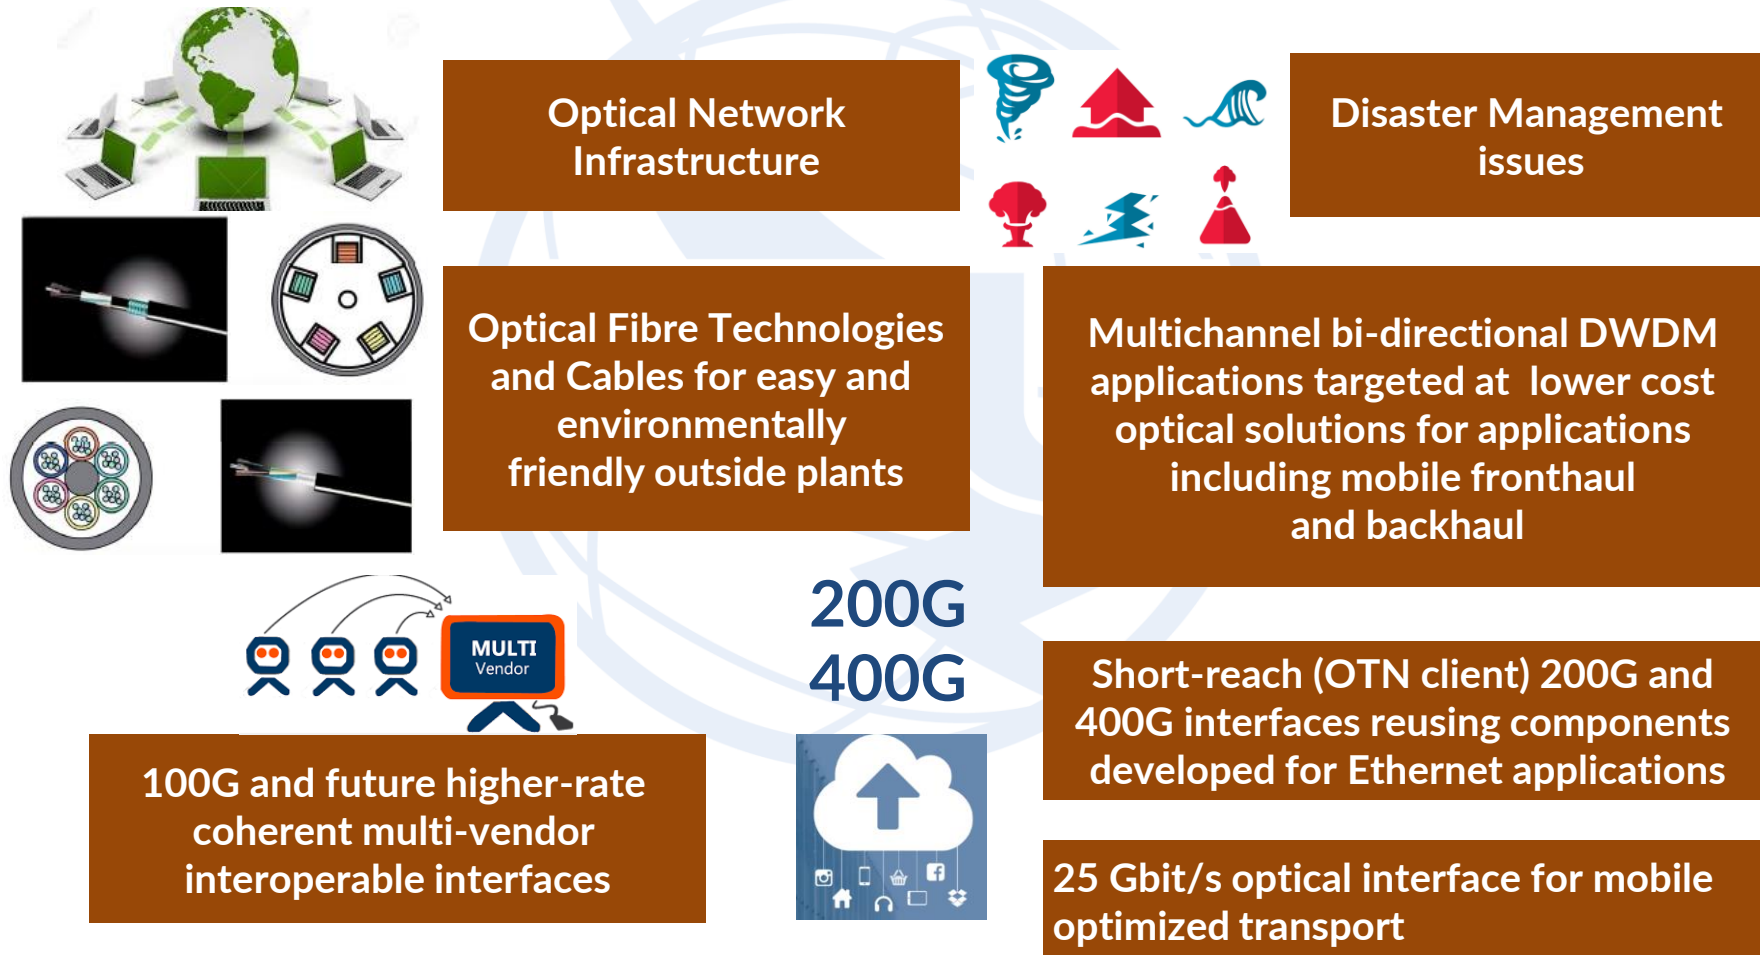 Optical Network
Infrastructure
Disaster Management
issues
Optical Fibre Technologies
and Cables for easy and
environmentally
friendly outside plants
Multichannel bi-directional DWDM
applications targeted at lower cost
optical solutions for applications
including mobile fronthaul
and backhaul
200G
400G
MULTI
Vendor
100G and future higher-rate
coherent multi-vendor
interoperable interfaces
Short-reach (OTN client) 200G and
400G interfaces reusing components
developed for Ethernet applications
25 Gbit/s optical interface for mobile
optimized transport